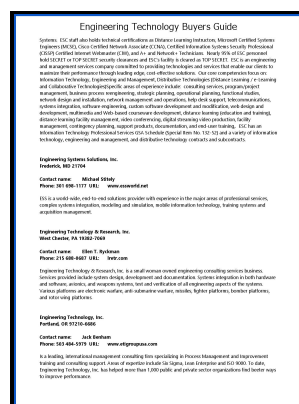 Engineering Technology Buyers Guide
Systems. ESC staff also holds technical certifications as Distance Learning Instructors, Microsoft Certified Systems
Engineers (MCSE), Cisco Certified Network Associate (CCNA), Certified Information Systems Security Professional
(CISSP) Certified Internet Webmaster (CIW), and A+ and Network+ Technicians. Nearly 95% of ESC personnel
hold SECRET or TOP SECRET security clearances and ESC's facility is cleared as TOP SECRET. ESC is an engineering
and management services company committed to providing technologies and services that enable our clients to
maximize their performance through leading edge, cost-effective solutions. Our core competencies focus on
Information Technology, Engineering and Management, Distributive Technologies (Distance Learning / e-Learning
and Collaborative Technologies)Specific areas of experience include: consulting services, program/project
management, business process reengineering, strategic planning, operational planning, functional studies,
network design and installation, network management and operations, help desk support, telecommunications,
systems integration, software engineering, custom software development and modification, web design and
development, multimedia and Web-based courseware development, distance learning (education and training),
distance learning facility management, video conferencing, digital streaming video production, facility
management, contingency planning, support products, documentation, and end-user training. ESC has an
Information Technology Professional Services GSA Schedule (Special Item No. 132-52) and a variety of information
technology, engineering and management, and distributive technology contracts and subcontracts.
Engineering Systems Solutions, Inc.
Frederick, MD 21704
Contact name: Michael Stitely
Phone: 301 698-1177 URL: www.essworld.net
ESS is a world-wide, end-to-end solutions provider with experience in the major areas of professional services,
complex systems integration, modeling and simulation, mobile information technology, training systems and
acquisition management.
Engineering Technology & Research, Inc.
West Chester, PA 19382-7069
Contact name: Ellen T. Ryckman
Phone: 215 688-8687 URL: lnetr.com
Engineering Technology & Research, Inc. is a small woman owned engineering consulting services business.
Services provided include system design, development and documentation. Systems integration in both hardware
and software, avionics, and weapons systems, test and verification of all engineering aspects of the systems.
Various platforms are electronic warfare, anti-submarine warfare, missiles, fighter platforms, bomber platforms,
and rotor wing platforms.
Engineering Technology, Inc.
Portland, OR 97210-6686
Contact name: Jack Benham
Phone: 503 484-5979 URL: www.etigroupusa.com
is a leading, international management consulting firm specializing in Process Management and Improvement
training and consulting support. Areas of expertise include Six Sigma, Lean Enterprise and ISO 9000. To date,
Engineering Technology, Inc. has helped more than 1,000 public and private sector organizations find better ways
to improve performance